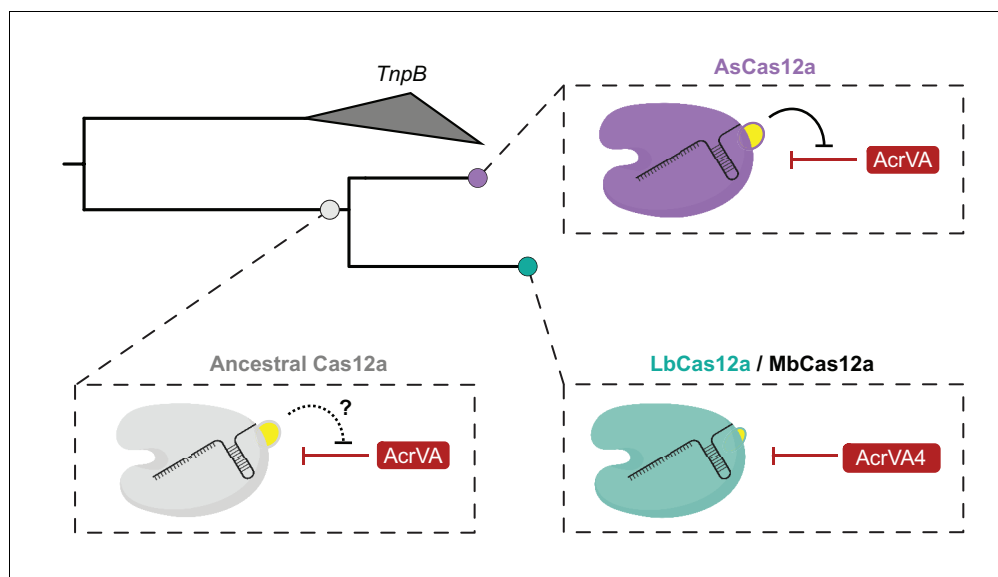 TnpB
AsCas12a
AcrVA
Ancestral Cas12a
?
AcrVA
LbCas12a / MbCas12a
AcrVA4